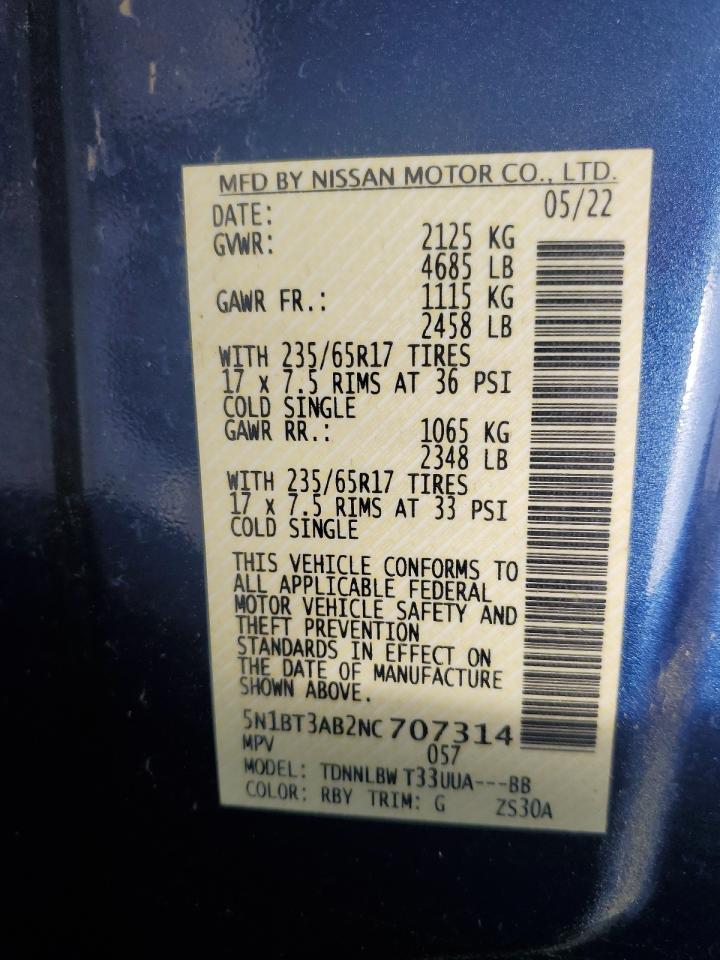 MFD BY NISSAN MOTOR CO., LTD.
DATE: 05/22
GVWR: 2125 KG
4685 LB
GAWR FR.: 1115 KG
2458 LB
WITH 235/65R17 TIRES
17 x 7.5 RIMS AT 36 PSI
COLD SINGLE
GAWR RR.: 1065 KG
2348 LB
WITH 235/65R17 TIRES
17 x 7.5 RIMS AT 33 PSI
COLD SINGLE
THIS VEHICLE CONFORMS TO
ALL APPLICABLE FEDERAL
MOTOR VEHICLE SAFETY AND
THEFT PREVENTION
STANDARDS IN EFFECT ON
THE DATE OF MANUFACTURE
SHOWN ABOVE.
5N1BT3AB2NC 707314
MPV 057
MODEL: TDNNLBW T33UUA---BB
COLOR: RBY TRIM: G ZS30A